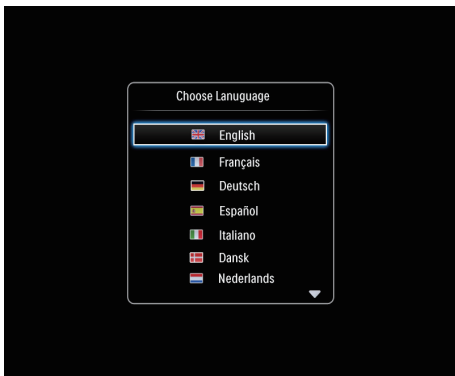 Choose Lanuguage
English
Français
Deutsch
Español
Italiano
Dansk
Nederlands